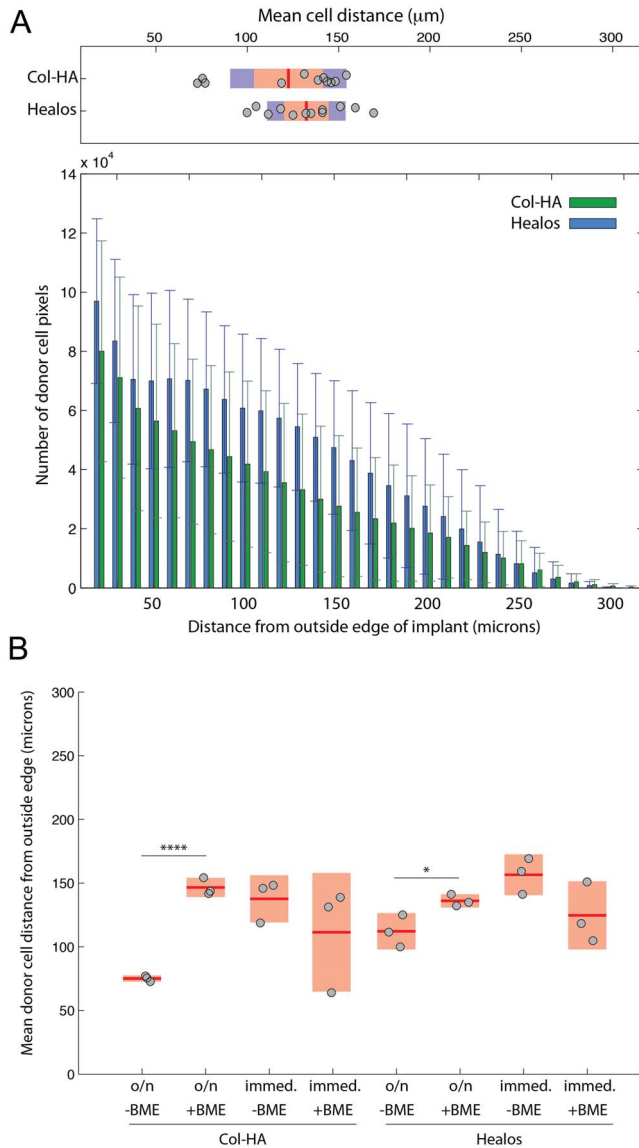 A
Mean cell distance (μm)
50 100 150 200 250 300
Col-HA
Healos
x 10⁴
14
12
10
8
6
4
2
0
Number of donor cell pixels
Col-HA
Healos
50 100 150 200 250 300
Distance from outside edge of implant (microns)
B
300
250
200
150
100
50
0
Mean donor cell distance from outside edge (microns)
****
*
o/n o/n immed. immed. o/n o/n immed. immed.
-BME +BME -BME +BME -BME +BME -BME +BME
Col-HA Healos